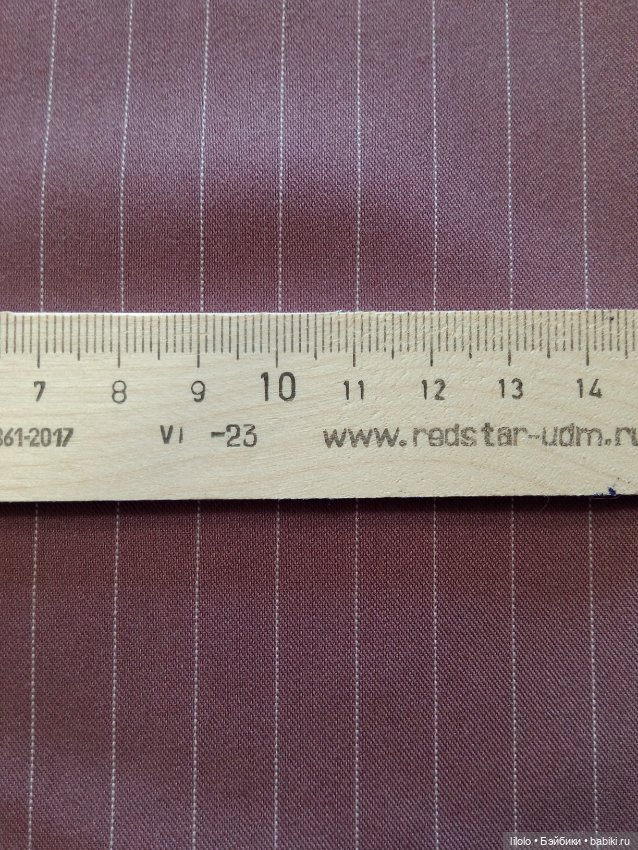 7 8 9 10 11 12 13 14
361-2017 VI -23 www.redstar-udm.ru
lilolo • Бэйбики • babiki.ru